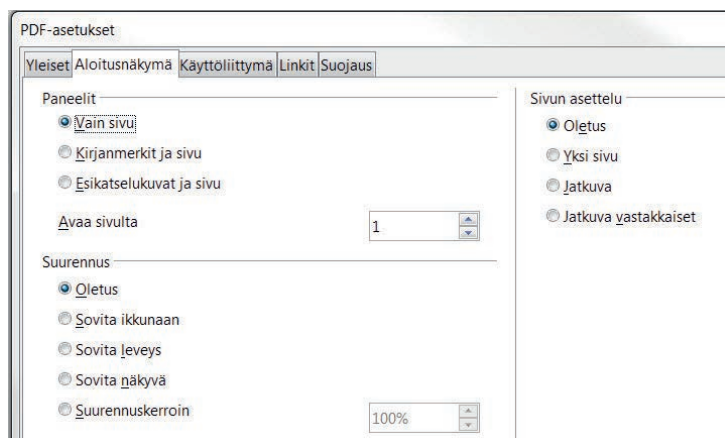 PDF-asetukset
Yleiset Aloitusnäkymä Käyttöliittymä Linkit Suojaus
Paneelit
Vain sivu
Kirjanmerkit ja sivu
Esikatselukuvat ja sivu
Avaa sivulta 1
Suurennus
Oletus
Sovita ikkunaan
Sovita leveys
Sovita näkyvä
Suurennuskerroin 100%
Sivun asettelu
Oletus
Yksi sivu
Jatkuva
Jatkuva vastakkaiset